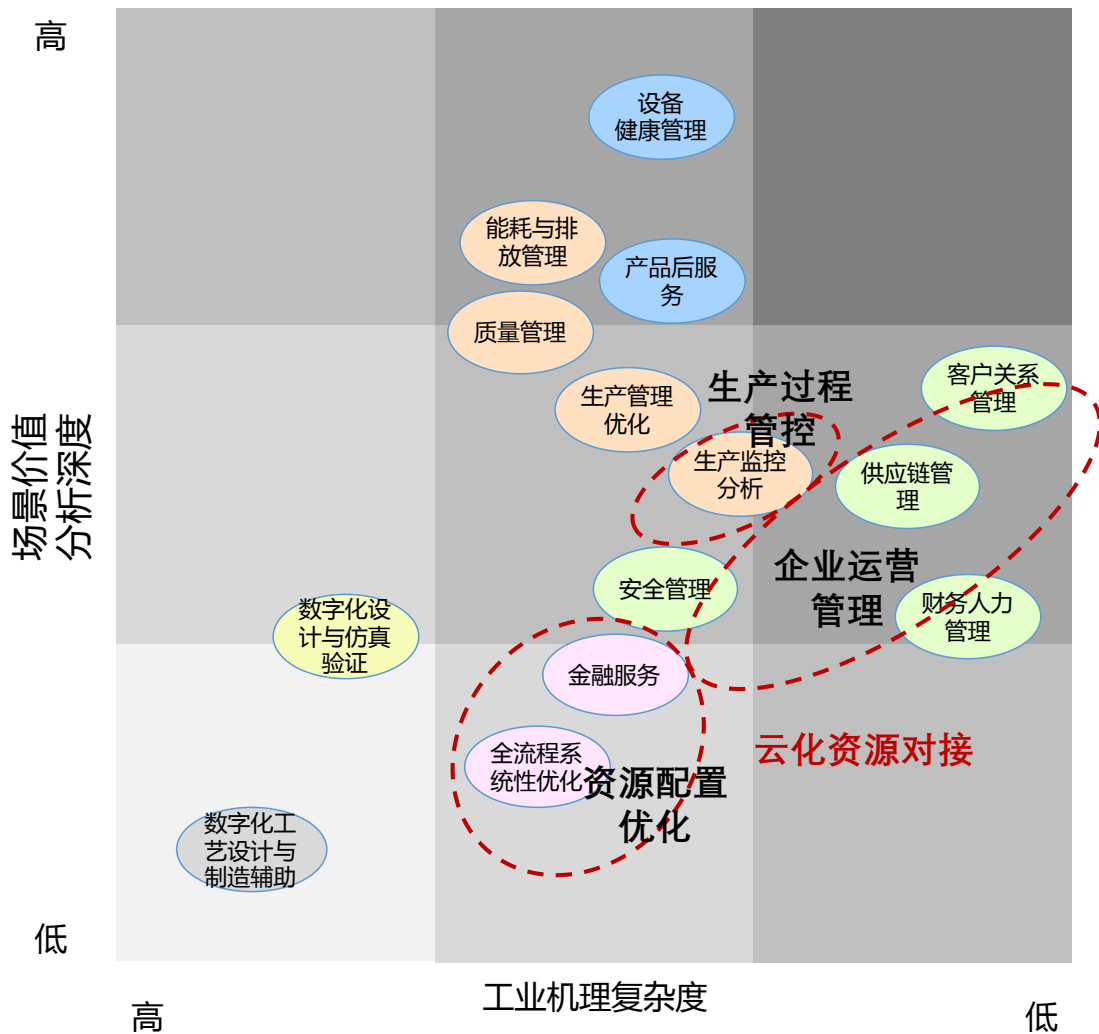 高
设备
健康管理
能耗与排
放管理
产品后服
务
质量管理
生产过程
管控
客户关系
管理
生产管理
优化
生产监控
分析
供应链管
理
场景价值
分析深度
企业运营
管理
安全管理
财务人力
管理
数字化设
计与仿真
验证
金融服务
云化资源对接
全流程系
统性优化
资源配置
优化
数字化工
艺设计与
制造辅助
低
工业机理复杂度
高
低